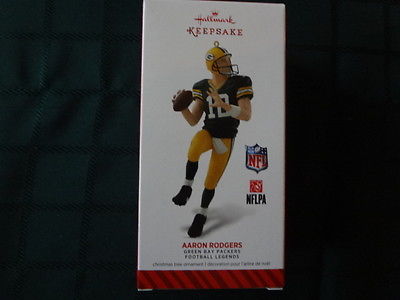 Hallmark
KEEPSAKE
12
NFL
NFLPA
AARON RODGERS
GREEN BAY PACKERS
FOOTBALL LEGENDS
christmas tree ornament | décoration pour l'arbre de noël